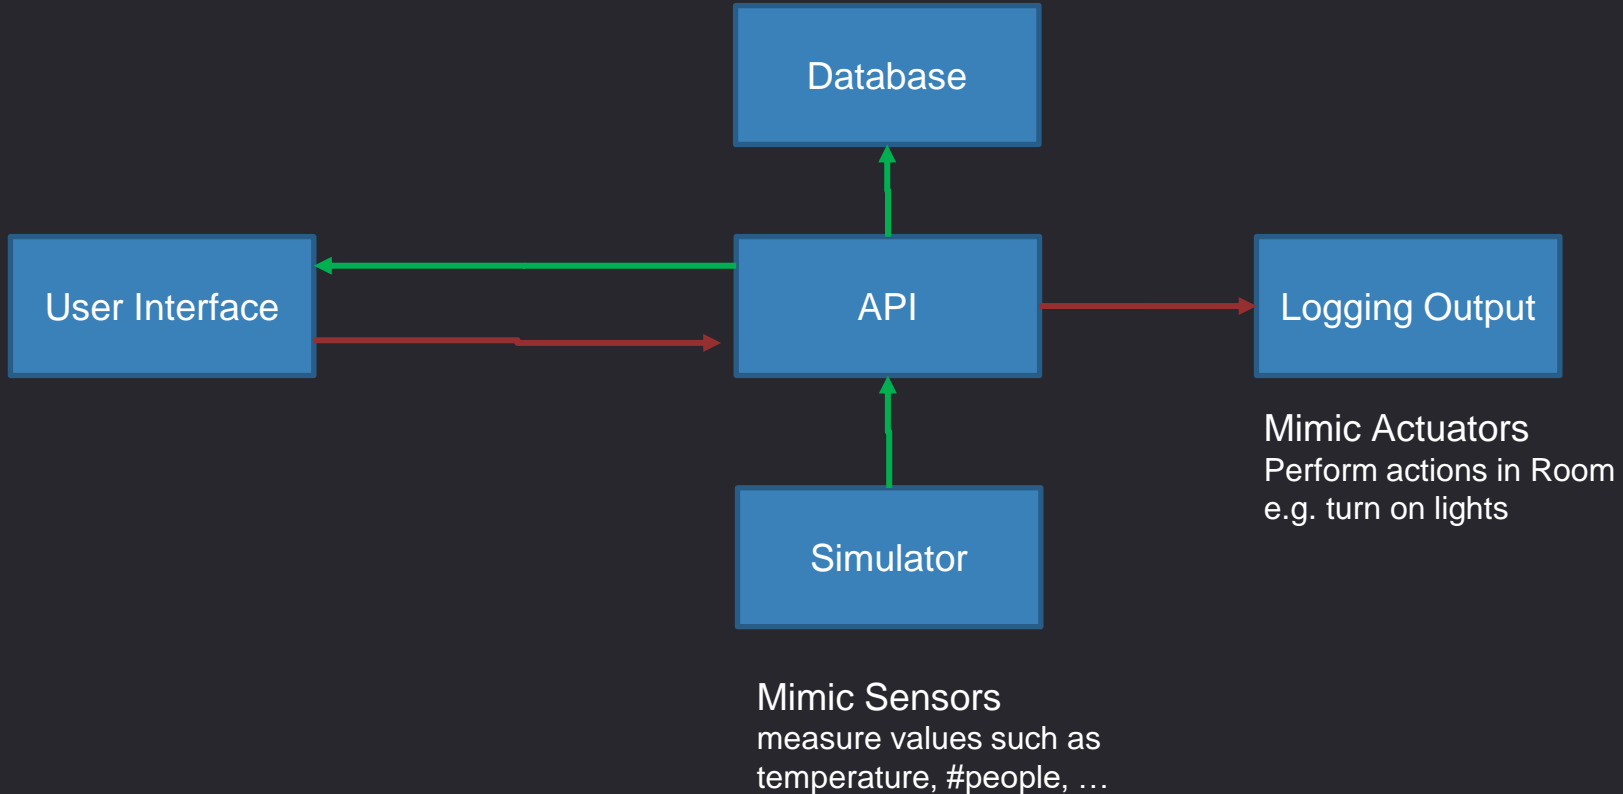 Database
User Interface
API
Logging Output
Mimic Actuators
Perform actions in Room
e.g. turn on lights
Simulator
Mimic Sensors
measure values such as
temperature, #people, …